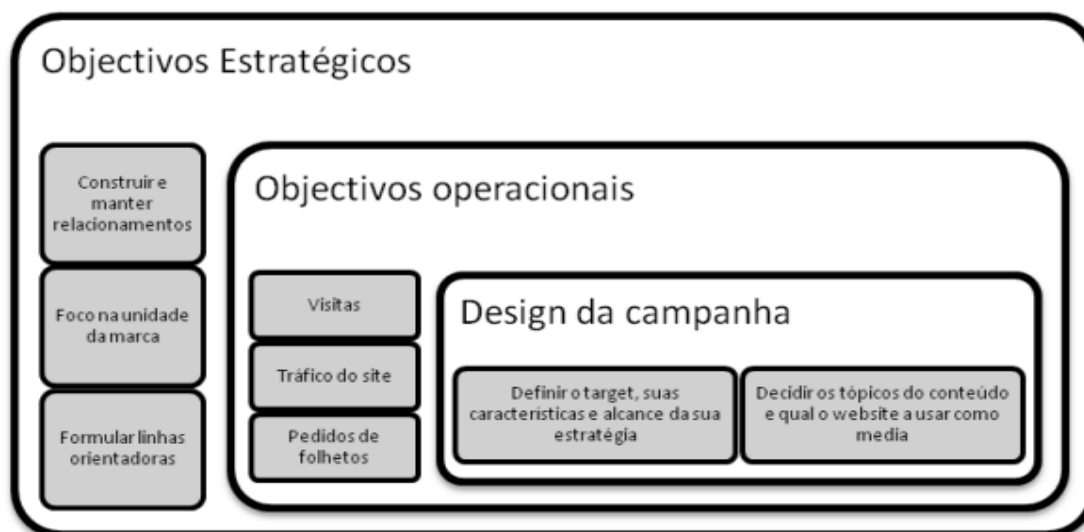 Objectivos Estratégicos
Construir e
manter
relacionamentos
Foco na unidade
da marca
Formular linhas
orientadoras
Objectivos operacionais
Visitas
Tráfico do site
Pedidos de
folhetos
Design da campanha
Definir o target, suas
características e alcance da sua
estratégia
Decidir os tópicos do conteúdo
e qual o website a usar como
media